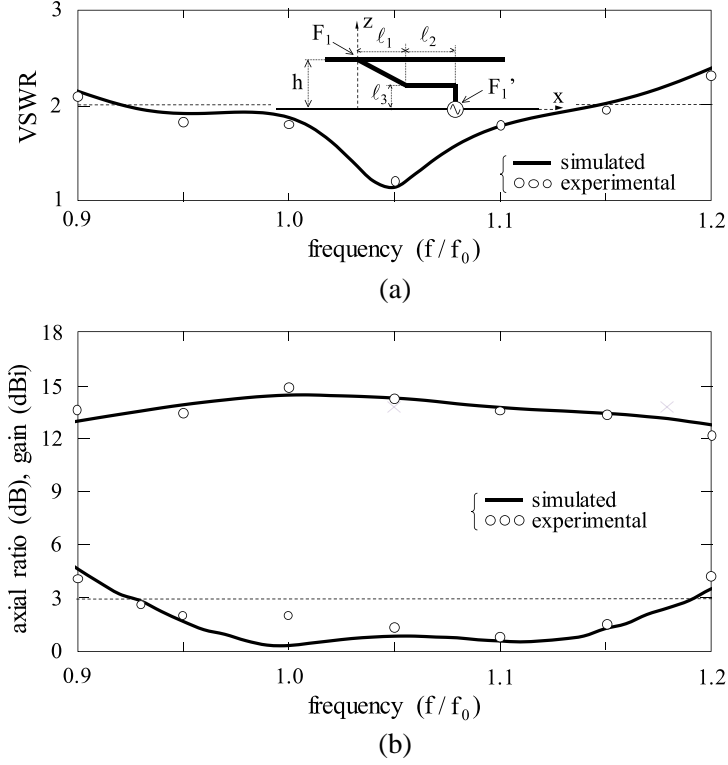 3
2
1
VSWR
z
F₁
ℓ₁
ℓ₂
h
ℓ₃
F₁’
x
simulated
experimental
0.9
1.0
1.1
1.2
frequency (f / f₀)
(a)
18
15
12
9
6
3
0
axial ratio (dB), gain (dBi)
simulated
experimental
0.9
1.0
1.1
1.2
frequency (f / f₀)
(b)